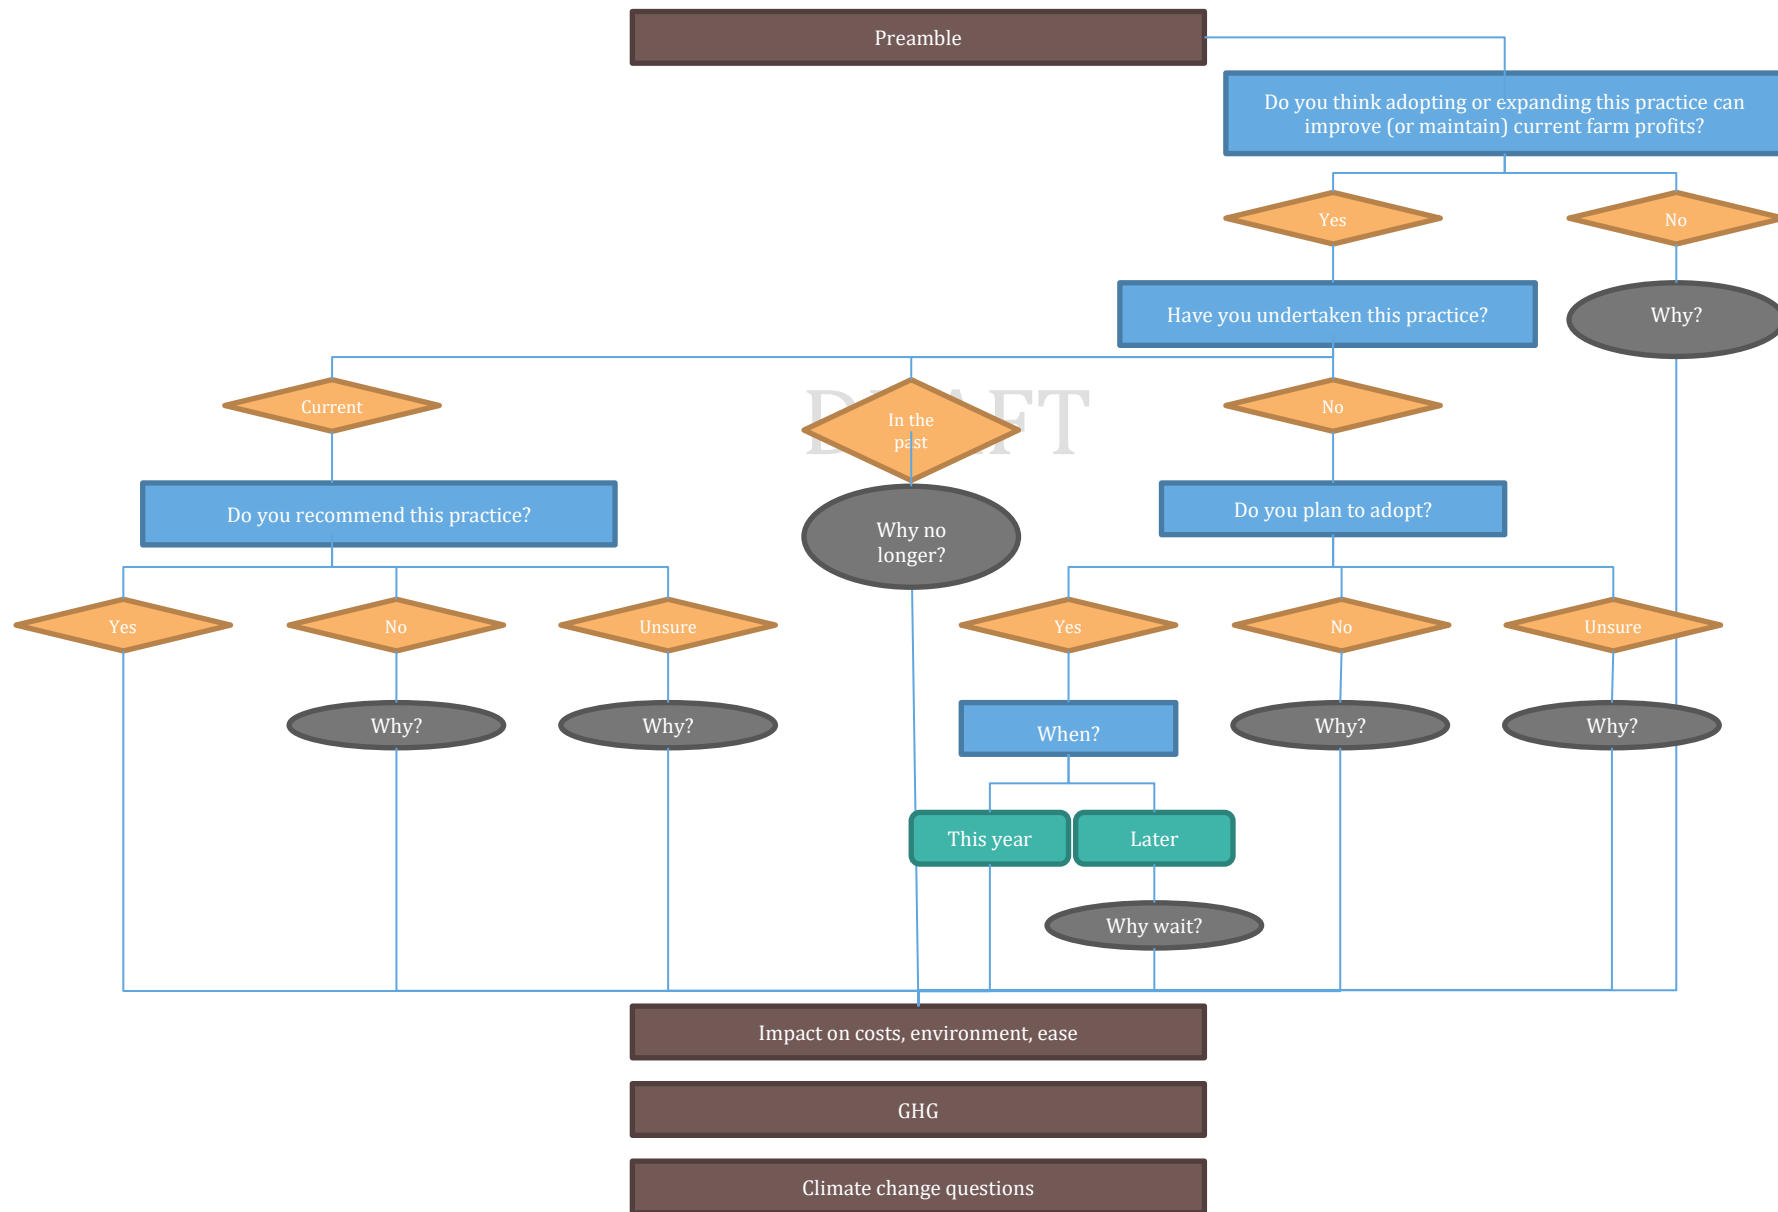 Preamble
Do you think adopting or expanding this practice can
improve (or maintain) current farm profits?
Yes
No
Have you undertaken this practice?
Why?
Current
In the
past
No
DRAFT
Do you recommend this practice?
Why no
longer?
Do you plan to adopt?
Yes
No
Unsure
Yes
No
Unsure
Why?
Why?
When?
Why?
Why?
This year
Later
Why wait?
Impact on costs, environment, ease
GHG
Climate change questions